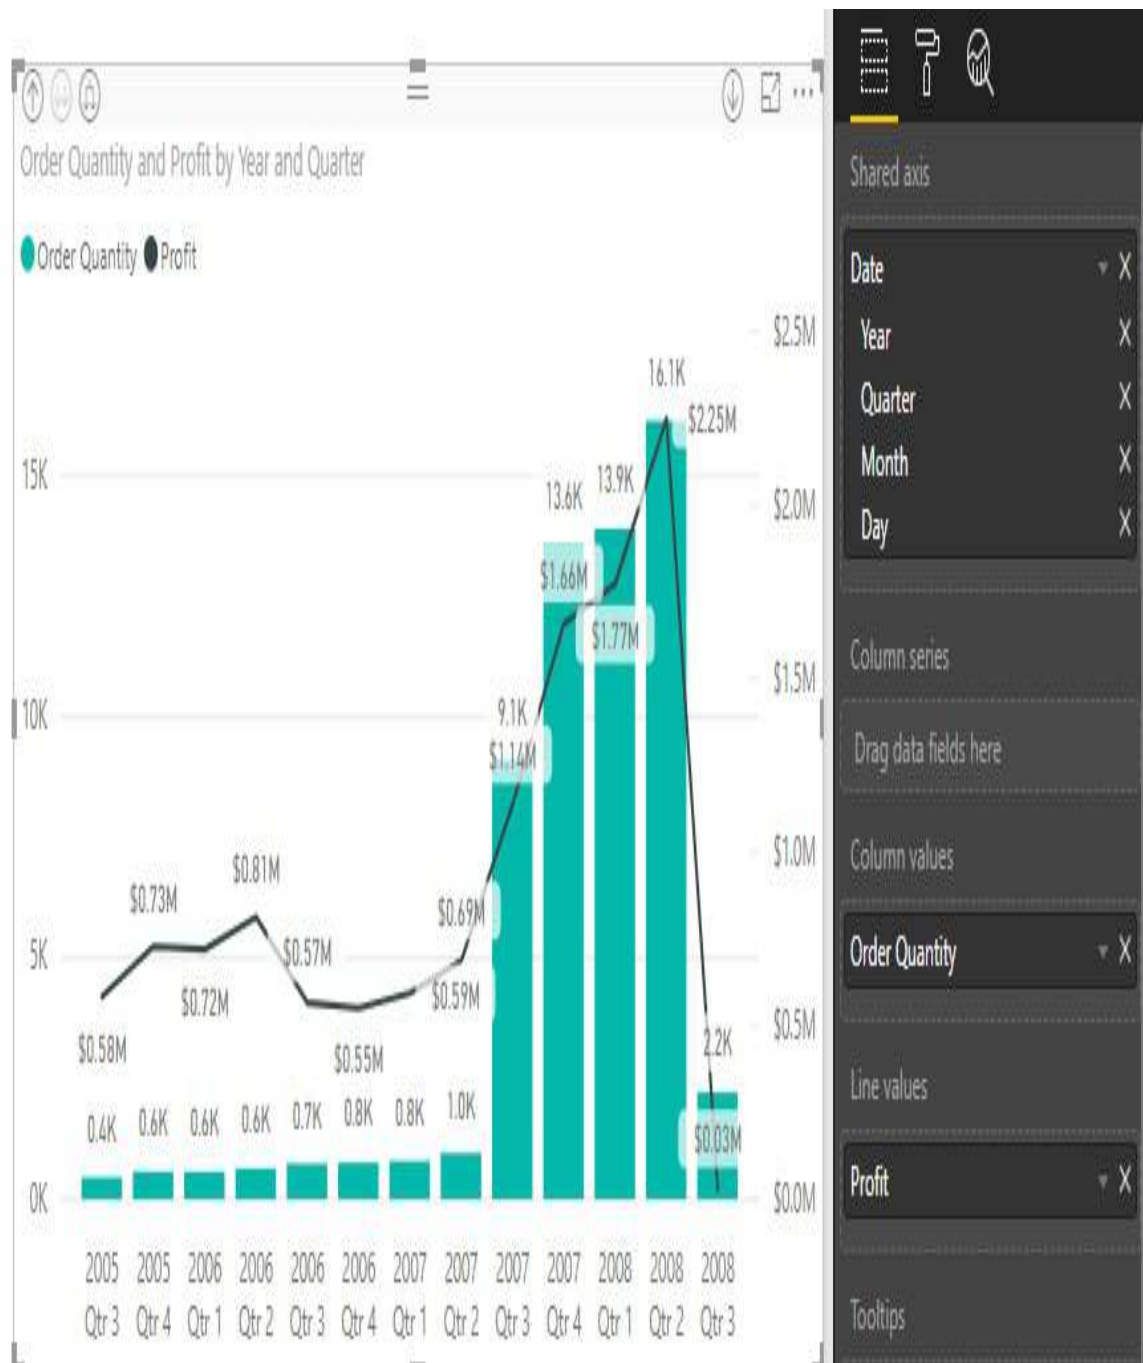 Order Quantity and Profit by Year and Quarter
Order Quantity Profit
$2.5M
16.1K
$2.25M
15K
13.6K 13.9K
$2.0M
$1.66M
$1.77M
$1.5M
10K
9.1K
$1.14M
$1.0M
$0.81M
$0.73M
$0.69M
5K
$0.57M
$0.72M
$0.59M
$0.58M
$0.55M
$0.5M
2.2K
0.4K 0.6K 0.6K 0.6K 0.7K 0.8K 0.8K 1.0K
$0.03M
0K
$0.0M
2005 2005 2006 2006 2006 2006 2007 2007 2007 2007 2008 2008 2008
Qtr 3 Qtr 4 Qtr 1 Qtr 2 Qtr 3 Qtr 4 Qtr 1 Qtr 2 Qtr 3 Qtr 4 Qtr 1 Qtr 2 Qtr 3
Shared axis
Date
Year
Quarter
Month
Day
Column series
Drag data fields here
Column values
Order Quantity
Line values
Profit
Tooltips